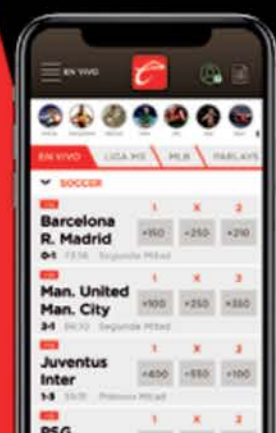 EN VIVO
EN VIVO LIGA MX MLB PARLAYS
SOCCER
1 X 2
Barcelona
R. Madrid
+150 +250 +210
0-1 Segunda Mitad
1 X 2
Man. United
Man. City
+100 +250 +350
Segunda Mitad
1 X 2
Juventus
Inter
+400 +100
1-3 Primera Mitad
1 X 2
PSG